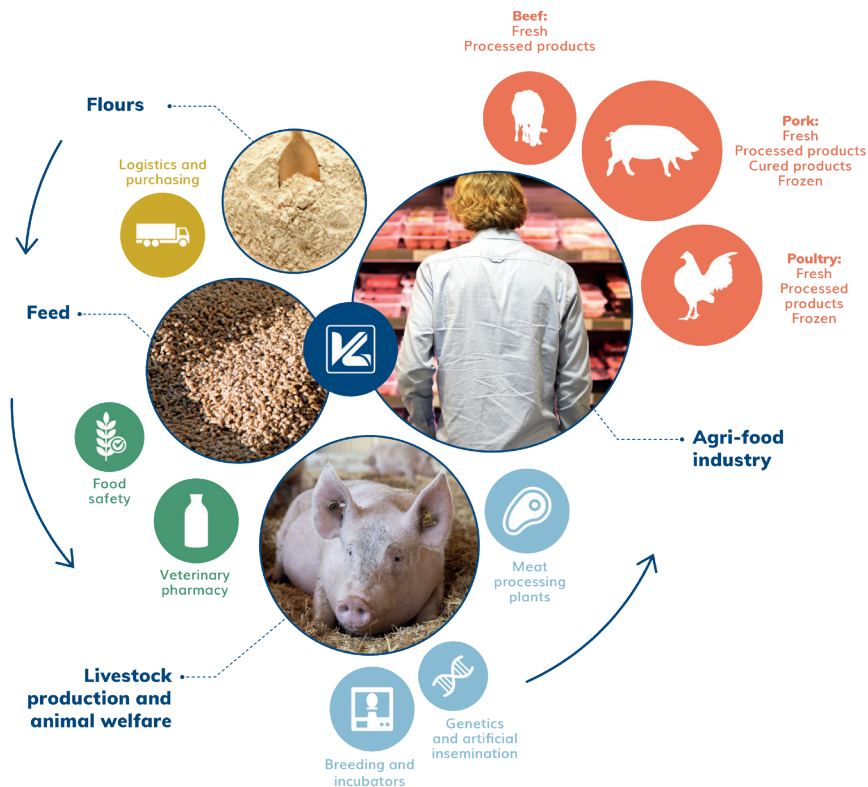 Beef:
Fresh
Processed products
Flours
Pork:
Fresh
Processed products
Cured products
Frozen
Logistics and
purchasing
Poultry:
Fresh
Processed
products
Frozen
Feed
Agri-food
industry
Food
safety
Veterinary
pharmacy
Meat
processing
plants
Livestock
production and
animal welfare
Genetics
and artificial
insemination
Breeding and
incubators